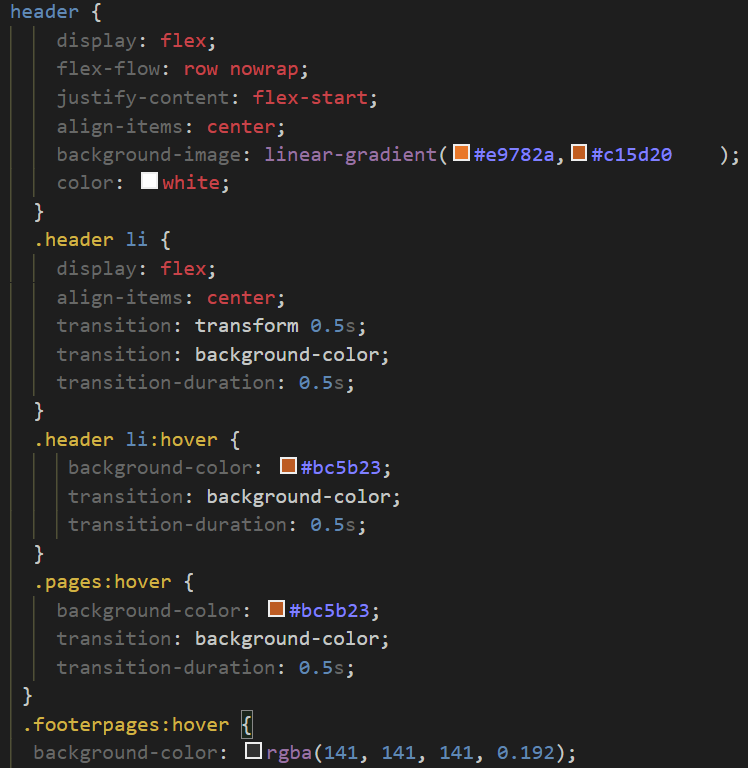 header {
display: flex;
flex-flow: row nowrap;
justify-content: flex-start;
align-items: center;
background-image: linear-gradient(#e9782a,#c15d20    );
color: white;
}
.header li {
display: flex;
align-items: center;
transition: transform 0.5s;
transition: background-color;
transition-duration: 0.5s;
}
.header li:hover {
background-color: #bc5b23;
transition: background-color;
transition-duration: 0.5s;
}
.pages:hover {
background-color: #bc5b23;
transition: background-color;
transition-duration: 0.5s;
}
.footerpages:hover {
background-color: rgba(141, 141, 141, 0.192);